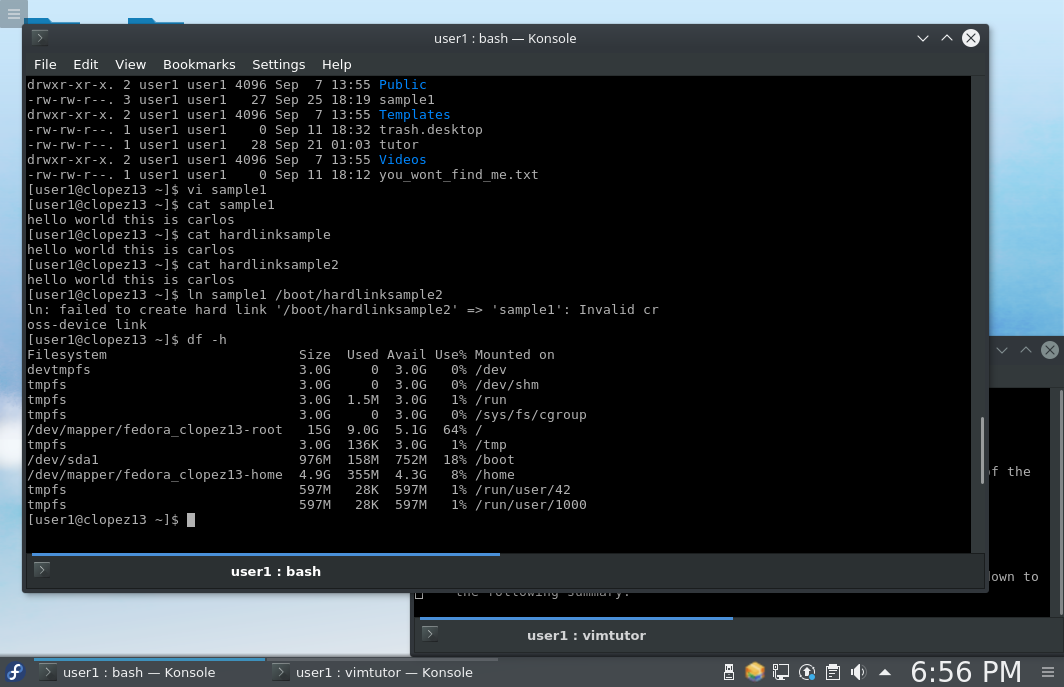 user1 : bash — Konsole
File Edit View Bookmarks Settings Help
drwxr-xr-x. 2 user1 user1 4096 Sep  7 13:55 Public
-rw-rw-r--. 3 user1 user1   27 Sep 25 18:19 sample1
drwxr-xr-x. 2 user1 user1 4096 Sep  7 13:55 Templates
-rw-rw-r--. 1 user1 user1    0 Sep 11 18:32 trash.desktop
-rw-rw-r--. 1 user1 user1   28 Sep 21 01:03 tutor
drwxr-xr-x. 2 user1 user1 4096 Sep  7 13:55 Videos
-rw-rw-r--. 1 user1 user1    0 Sep 11 18:12 you_wont_find_me.txt
[user1@clopez13 ~]$ vi sample1
[user1@clopez13 ~]$ cat sample1
hello world this is carlos
[user1@clopez13 ~]$ cat hardlinksample
hello world this is carlos
[user1@clopez13 ~]$ cat hardlinksample2
hello world this is carlos
[user1@clopez13 ~]$ ln sample1 /boot/hardlinksample2
ln: failed to create hard link '/boot/hardlinksample2' => 'sample1': Invalid cr
oss-device link
[user1@clopez13 ~]$ df -h
Filesystem                        Size  Used Avail Use% Mounted on
devtmpfs                          3.0G     0  3.0G   0% /dev
tmpfs                             3.0G     0  3.0G   0% /dev/shm
tmpfs                             3.0G  1.5M  3.0G   1% /run
tmpfs                             3.0G     0  3.0G   0% /sys/fs/cgroup
/dev/mapper/fedora_clopez13-root   15G  9.0G  5.1G  64% /
tmpfs                             3.0G  136K  3.0G   1% /tmp
/dev/sda1                         976M  158M  752M  18% /boot
/dev/mapper/fedora_clopez13-home  4.9G  355M  4.3G   8% /home
tmpfs                             597M   28K  597M   1% /run/user/42
tmpfs                             597M   28K  597M   1% /run/user/1000
[user1@clopez13 ~]$
user1 : bash
of the
down to
the following summary.
user1 : vimtutor
user1 : bash — Konsole
user1 : vimtutor — Konsole
6:56 PM